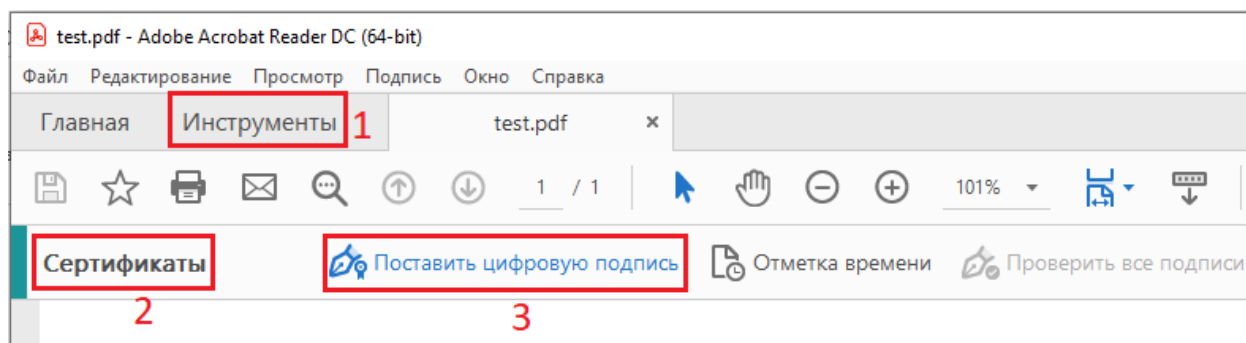 test.pdf - Adobe Acrobat Reader DC (64-bit)
Файл Редактирование Просмотр Подпись Окно Справка
Главная Инструменты 1 test.pdf ×
1 / 1 101%
Сертификаты Поставить цифровую подпись Отметка времени Проверить все подписи
2 3